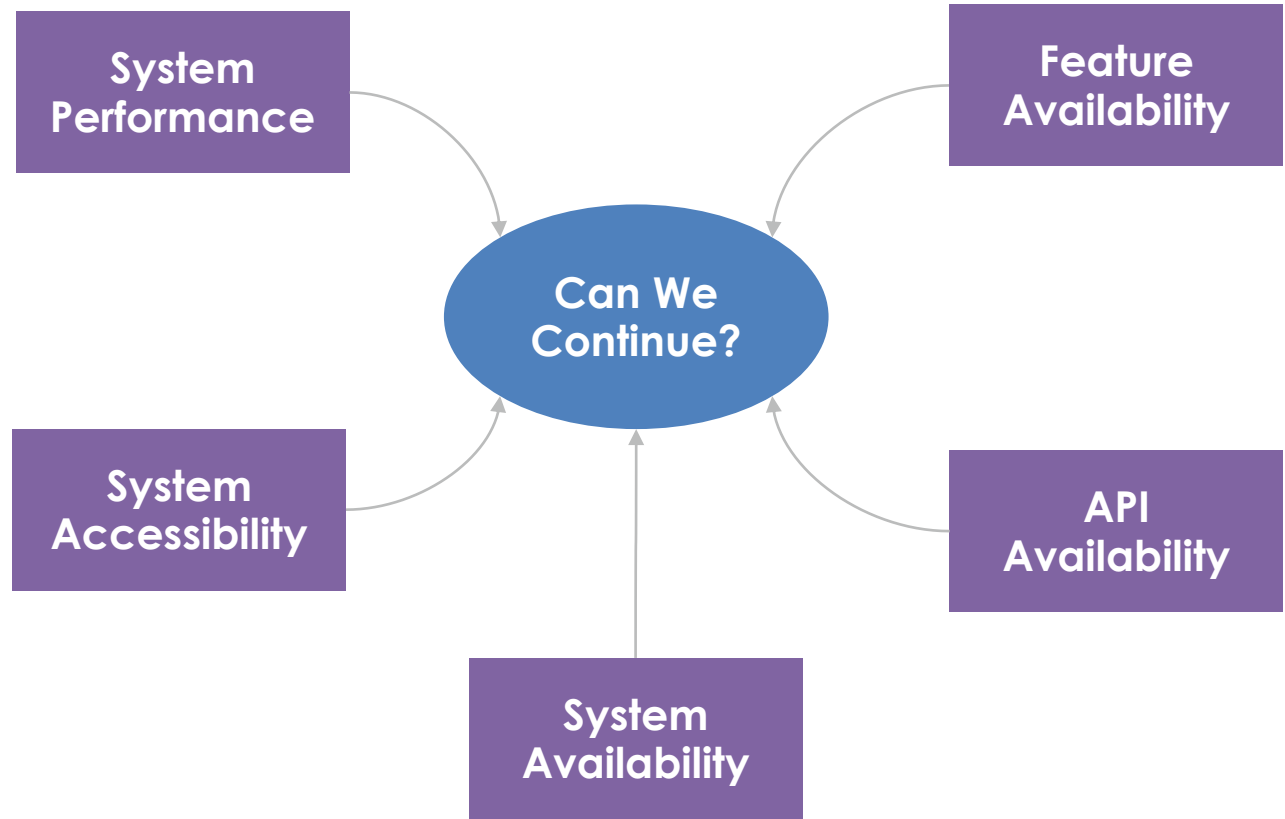 System
Performance
Feature
Availability
Can We
Continue?
System
Accessibility
API
Availability
System
Availability